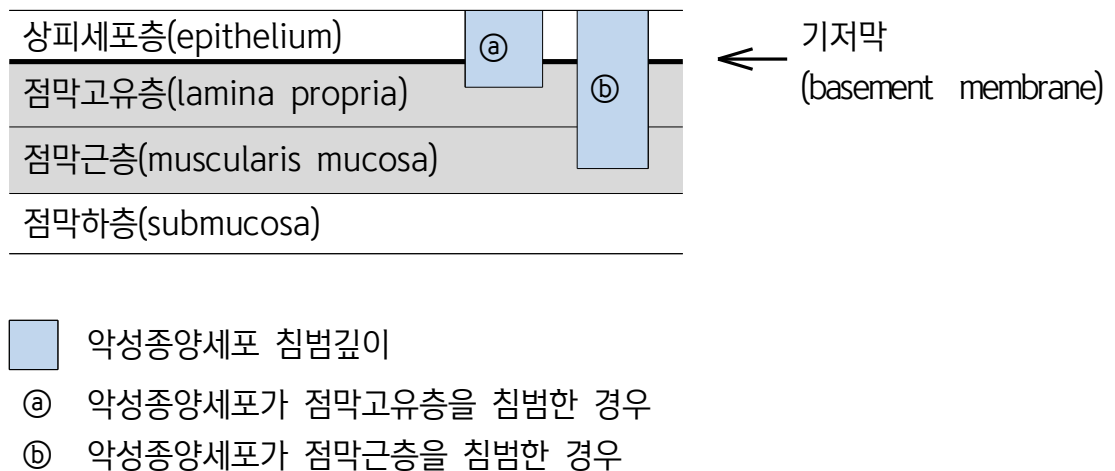 상피세포층(epithelium)
ⓐ
기저막
점막고유층(lamina propria)
ⓑ
(basement membrane)
점막근층(muscularis mucosa)
점막하층(submucosa)
악성종양세포 침범깊이
ⓐ 악성종양세포가 점막고유층을 침범한 경우
ⓑ 악성종양세포가 점막근층을 침범한 경우